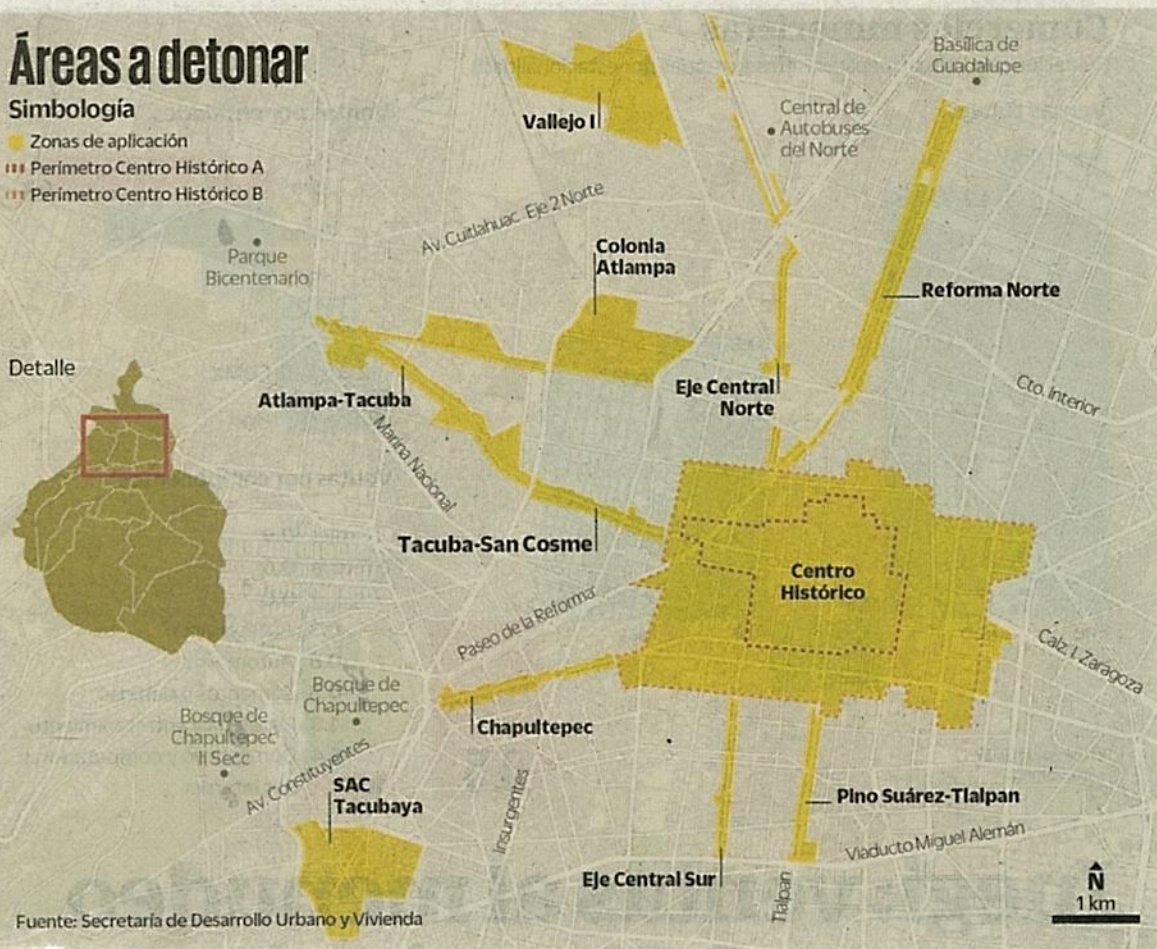 Áreas a detonar
Simbología
Zonas de aplicación
Perímetro Centro Histórico A
Perímetro Centro Histórico B
Basílica de
Guadalupe
Vallejo I
Central de
Autobuses
del Norte
Av. Cuitlahuac Eje 2 Norte
Parque
Bicentenario
Colonia
Atlampa
Reforma Norte
Detalle
Atlampa-Tacuba
Eje Central
Norte
Cto. Interior
Marina Nacional
Tacuba-San Cosme
Centro
Histórico
Paseo de la Reforma
Calz. I. Zaragoza
Bosque de
Chapultepec
Bosque de
Chapultepec
II Secc
Chapultepec
Av. Constituyentes
SAC
Tacubaya
Insurgentes
Pino Suárez-Tlalpan
Viaducto Miguel Alemán
Eje Central Sur
Tlalpan
N
1 km
Fuente: Secretaría de Desarrollo Urbano y Vivienda